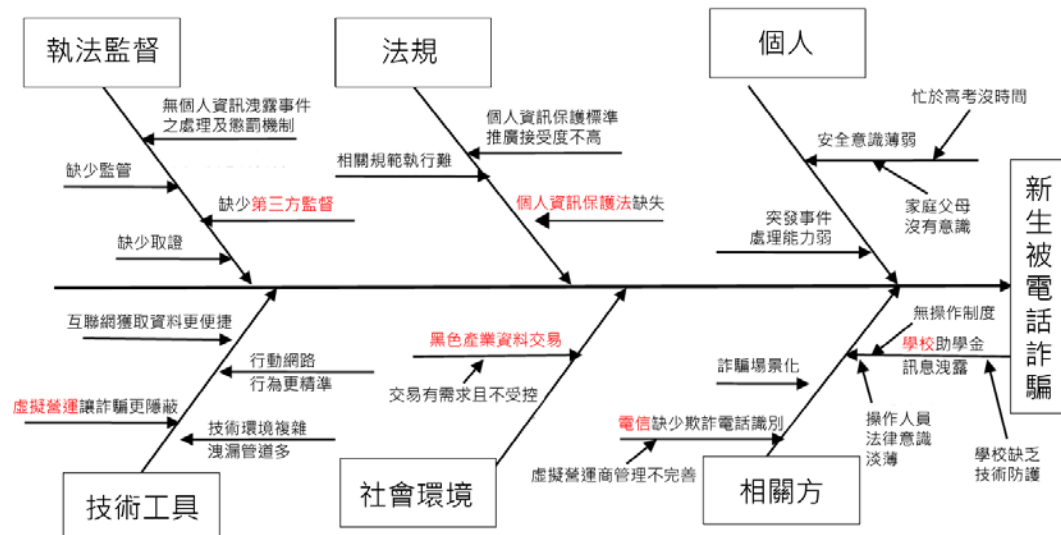 執法監督
法規
個人
無個人資訊洩露事件
之處理及懲罰機制
缺少監管
缺少第三方監督
缺少取證
個人資訊保護標準
推廣接受度不高
相關規範執行難
個人資訊保護法缺失
忙於高考沒時間
安全意識薄弱
家庭父母
沒有意識
突發事件
處理能力弱
新生被電話詐騙
互聯網獲取資料更便捷
行動網路
行為更精準
虛擬營運讓詐騙更隱蔽
技術環境複雜
洩漏管道多
黑色產業資料交易
交易有需求且不受控
無操作制度
學校助學金
訊息洩露
詐騙場景化
電信缺少欺詐電話識別
虛擬營運商管理不完善
操作人員
法律意識
淡薄
學校缺乏
技術防護
技術工具
社會環境
相關方